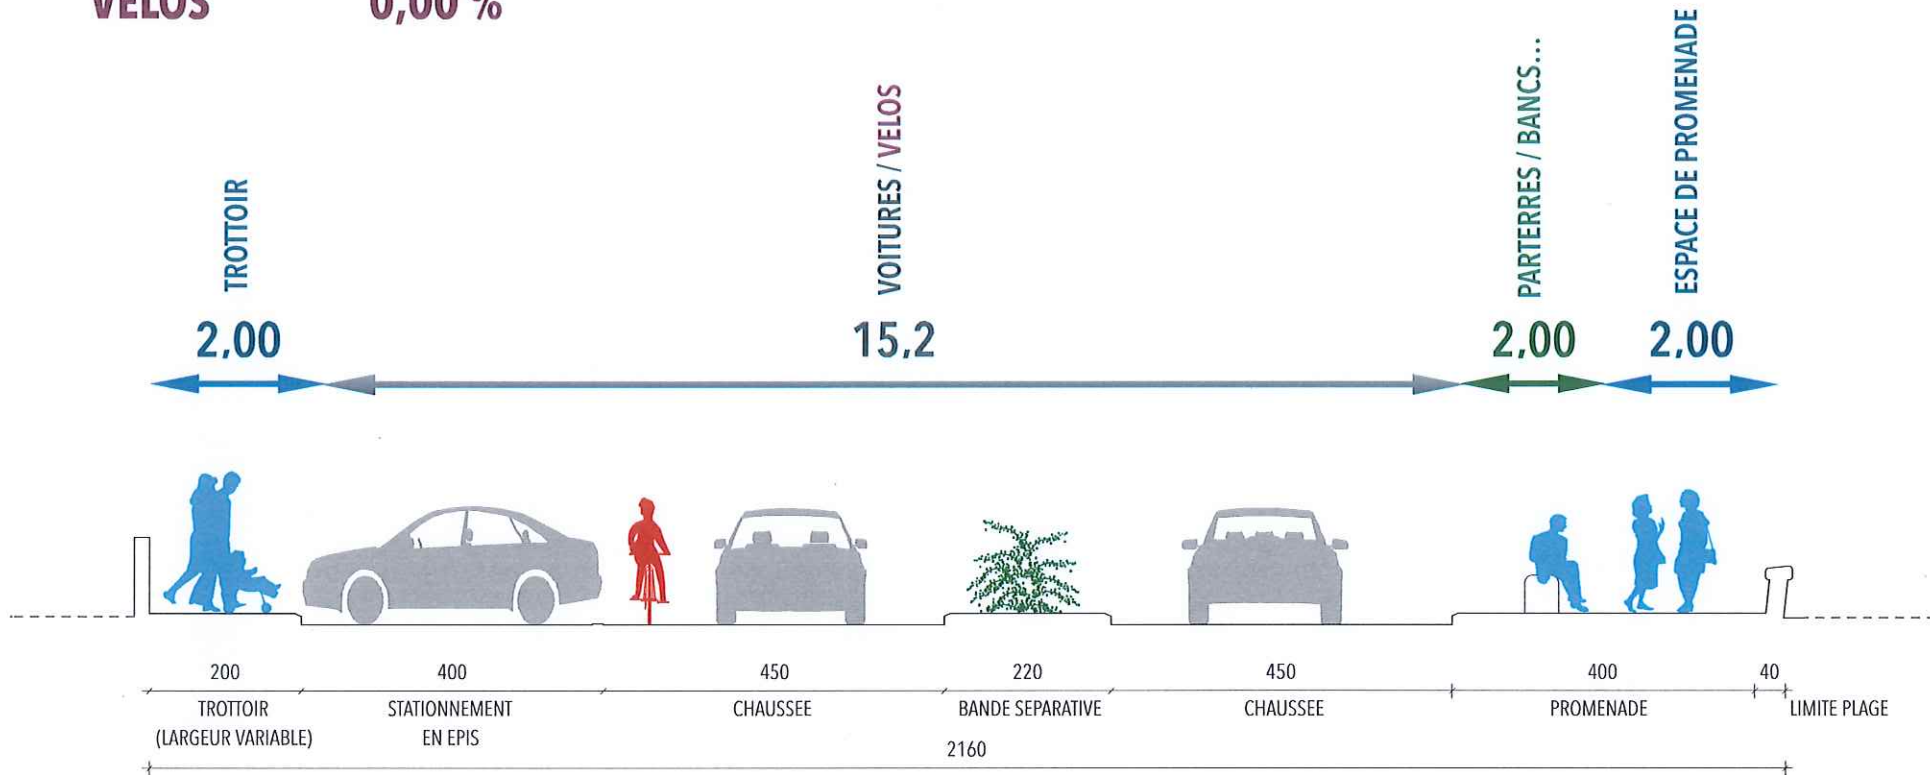 VELOS 0,00 %
TROTTOIR
VOITURES / VELOS
PARTERRES / BANCS...
ESPACE DE PROMENADE
2,00
15,2
2,00
2,00
200
400
450
220
450
400
40
TROTTOIR
(LARGEUR VARIABLE)
STATIONNEMENT
EN EPIS
CHAUSSEE
BANDE SEPARATIVE
CHAUSSEE
PROMENADE
LIMITE PLAGE
2160